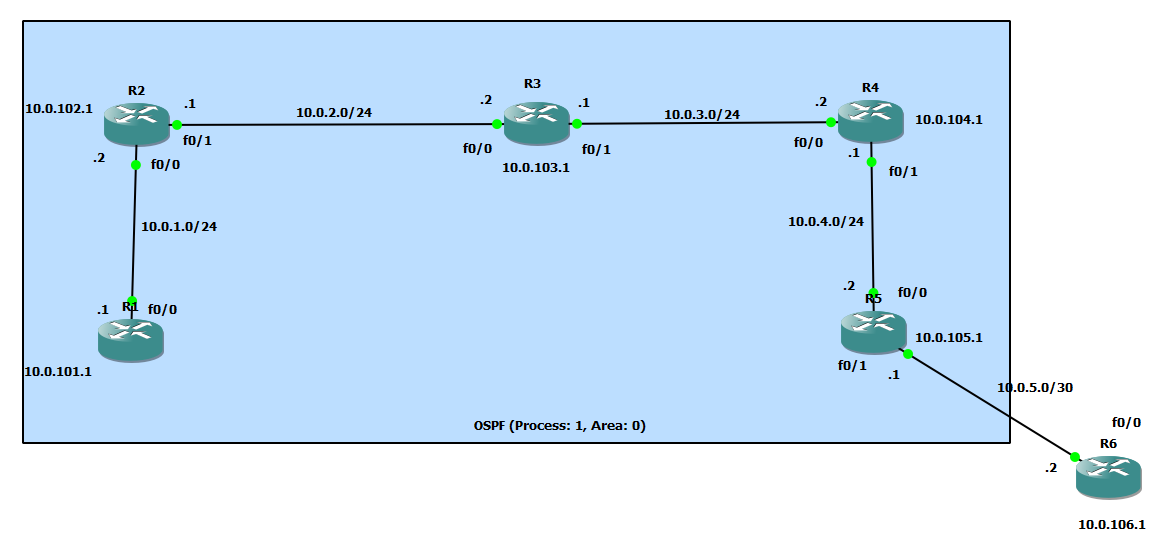 R2
10.0.102.1
.1
f0/1
.2
f0/0
10.0.2.0/24
R3
.2
.1
f0/0
f0/1
10.0.103.1
10.0.3.0/24
R4
.2
10.0.104.1
f0/0
.1
f0/1
10.0.1.0/24
10.0.4.0/24
.1
R1
f0/0
10.0.101.1
.2
f0/0
R5
10.0.105.1
f0/1
.1
10.0.5.0/30
OSPF (Process: 1, Area: 0)
f0/0
R6
.2
10.0.106.1